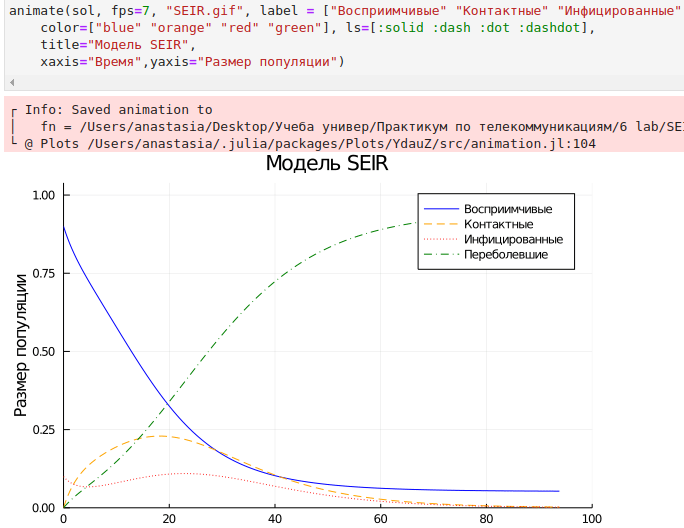 animate(sol, fps=7, "SEIR.gif", label = ["Восприимчивые" "Контактные" "Инфицированные"
color=["blue" "orange" "red" "green"], ls=[:solid :dash :dot :dashdot],
title="Модель SEIR",
xaxis="Время",yaxis="Размер популяции")
┌ Info: Saved animation to
│ fn = /Users/anastasia/Desktop/Учеба универ/Практикум по телекоммуникациям/6 lab/SEI
└ @ Plots /Users/anastasia/.julia/packages/Plots/YdauZ/src/animation.jl:104
Модель SEIR
Размер популяции
1.00
0.75
0.50
0.25
0.00
Восприимчивые
Контактные
Инфицированные
Переболевшие
0 20 40 60 80 100